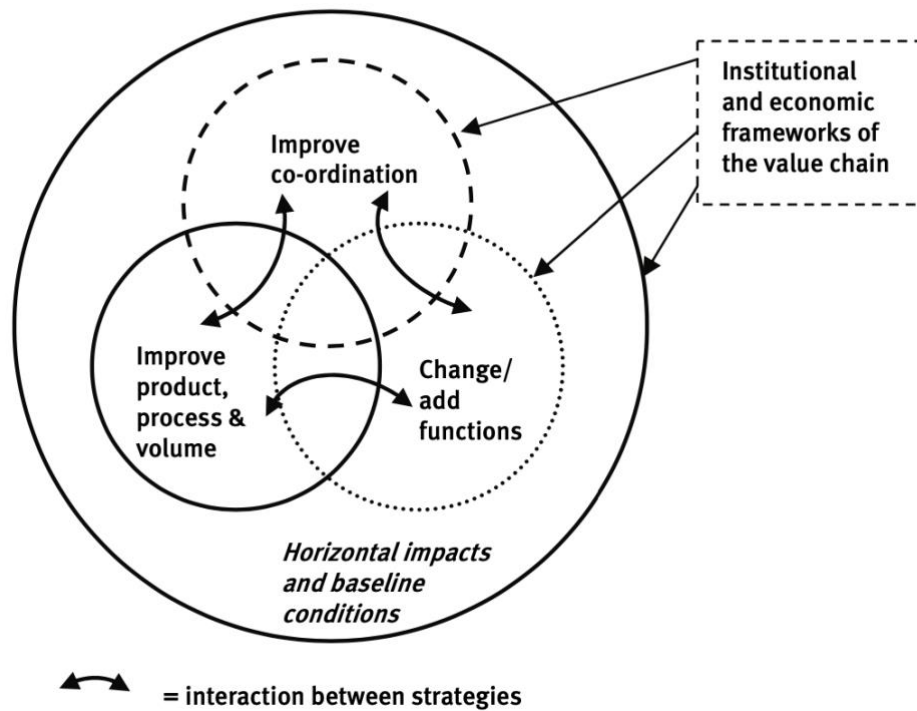 Institutional
and economic
frameworks of
the value chain
Improve
co-ordination
Improve
product,
process &
volume
Change/
add
functions
Horizontal impacts
and baseline
conditions
= interaction between strategies